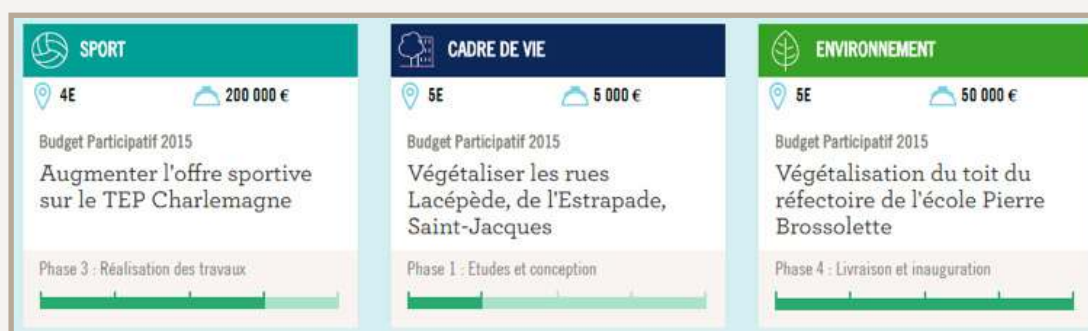 SPORT
4E 200 000 €
Budget Participatif 2015
Augmenter l'offre sportive
sur le TEP Charlemagne
Phase 3 : Réalisation des travaux
CADRE DE VIE
5E 5 000 €
Budget Participatif 2015
Végétaliser les rues
Lacépède, de l'Estrapade,
Saint-Jacques
Phase 1 : Etudes et conception
ENVIRONNEMENT
5E 50 000 €
Budget Participatif 2015
Végétalisation du toit du
réfectoire de l'école Pierre
Brossolette
Phase 4 : Livraison et inauguration